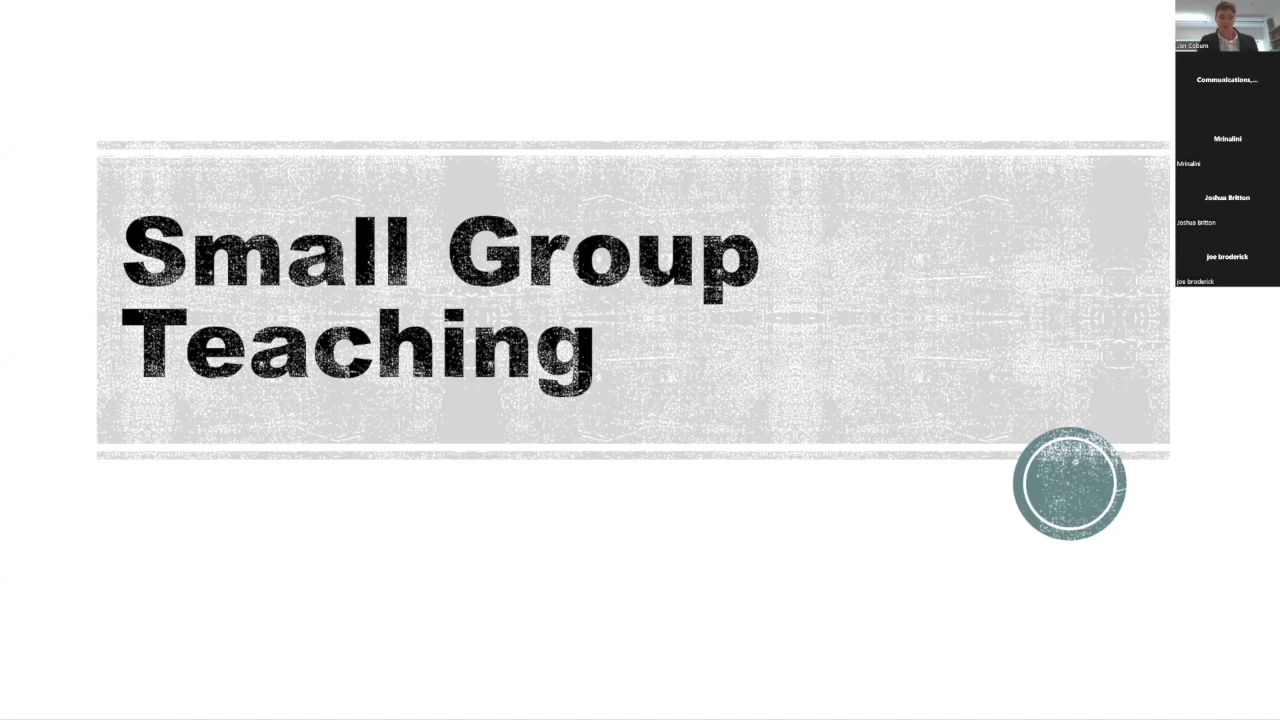 Small Group
Teaching
Jon Coburn
Communications,...
Mrinalini
Mrinalini
Joshua Britton
Joshua Britton
joe broderick
joe broderick